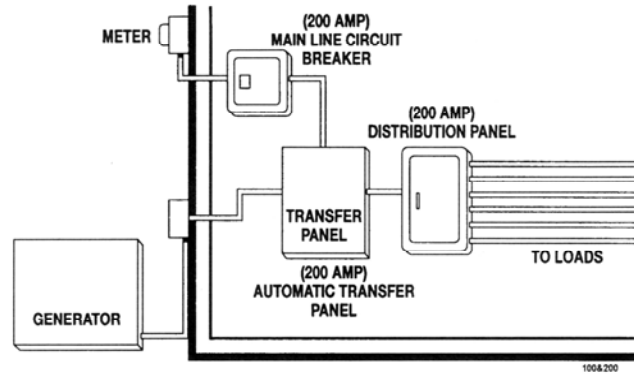 METER
(200 AMP)
MAIN LINE CIRCUIT
BREAKER
(200 AMP)
DISTRIBUTION PANEL
TRANSFER
PANEL
TO LOADS
(200 AMP)
AUTOMATIC TRANSFER
PANEL
GENERATOR
100&200